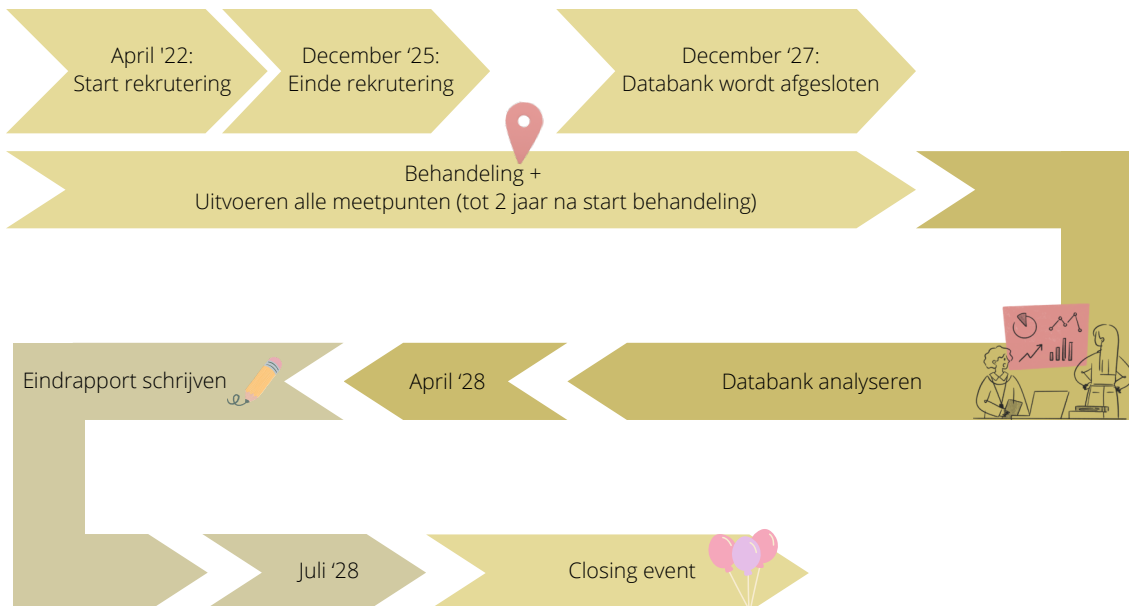 April '22:
Start rekrutering
December ‘25:
Einde rekrutering
December ‘27:
Databank wordt afgesloten
Behandeling +
Uitvoeren alle meetpunten (tot 2 jaar na start behandeling)
Databank analyseren
April ‘28
Eindrapport schrijven
Juli ‘28
Closing event